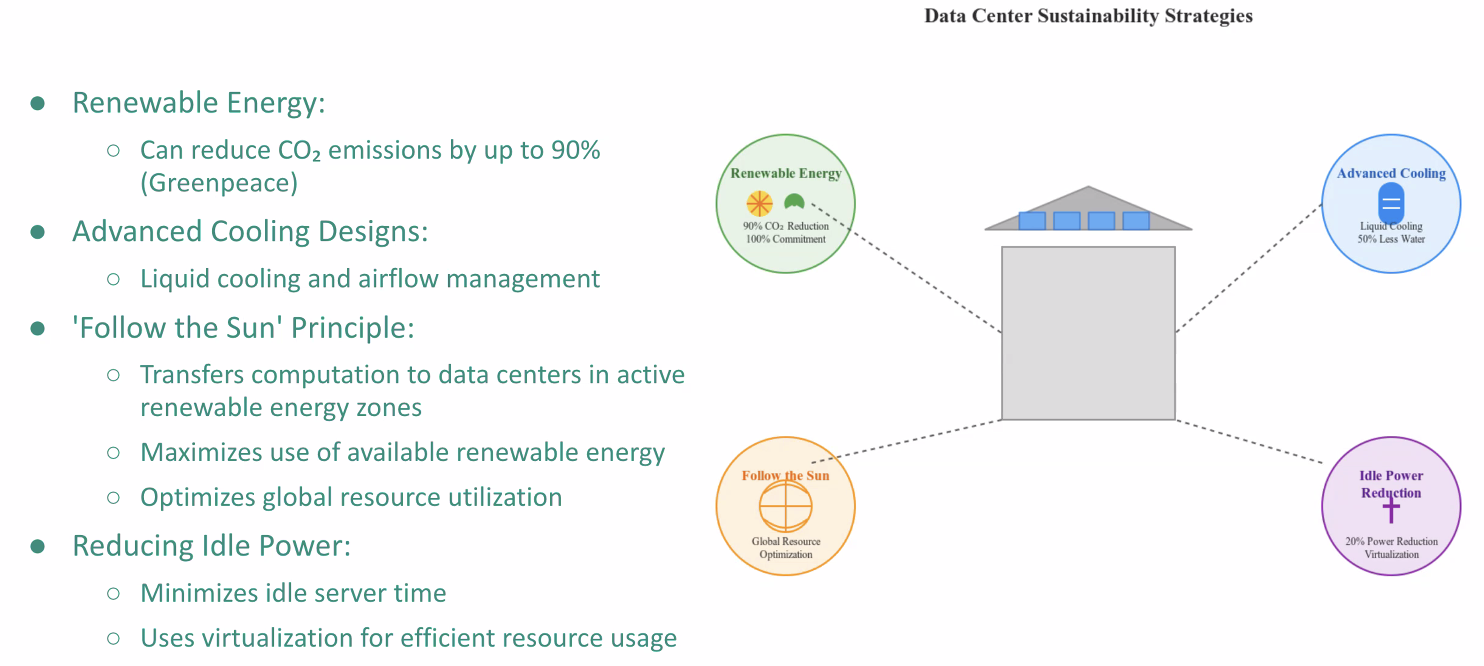 Data Center Sustainability Strategies
● Renewable Energy:
○ Can reduce CO₂ emissions by up to 90%
(Greenpeace)
● Advanced Cooling Designs:
○ Liquid cooling and airflow management
● 'Follow the Sun' Principle:
○ Transfers computation to data centers in active
renewable energy zones
○ Maximizes use of available renewable energy
○ Optimizes global resource utilization
● Reducing Idle Power:
○ Minimizes idle server time
○ Uses virtualization for efficient resource usage
Renewable Energy
90% CO₂ Reduction
100% Commitment
Advanced Cooling
Liquid Cooling
50% Less Water
Follow the Sun
Global Resource
Optimization
Idle Power
Reduction
20% Power Reduction
Virtualization